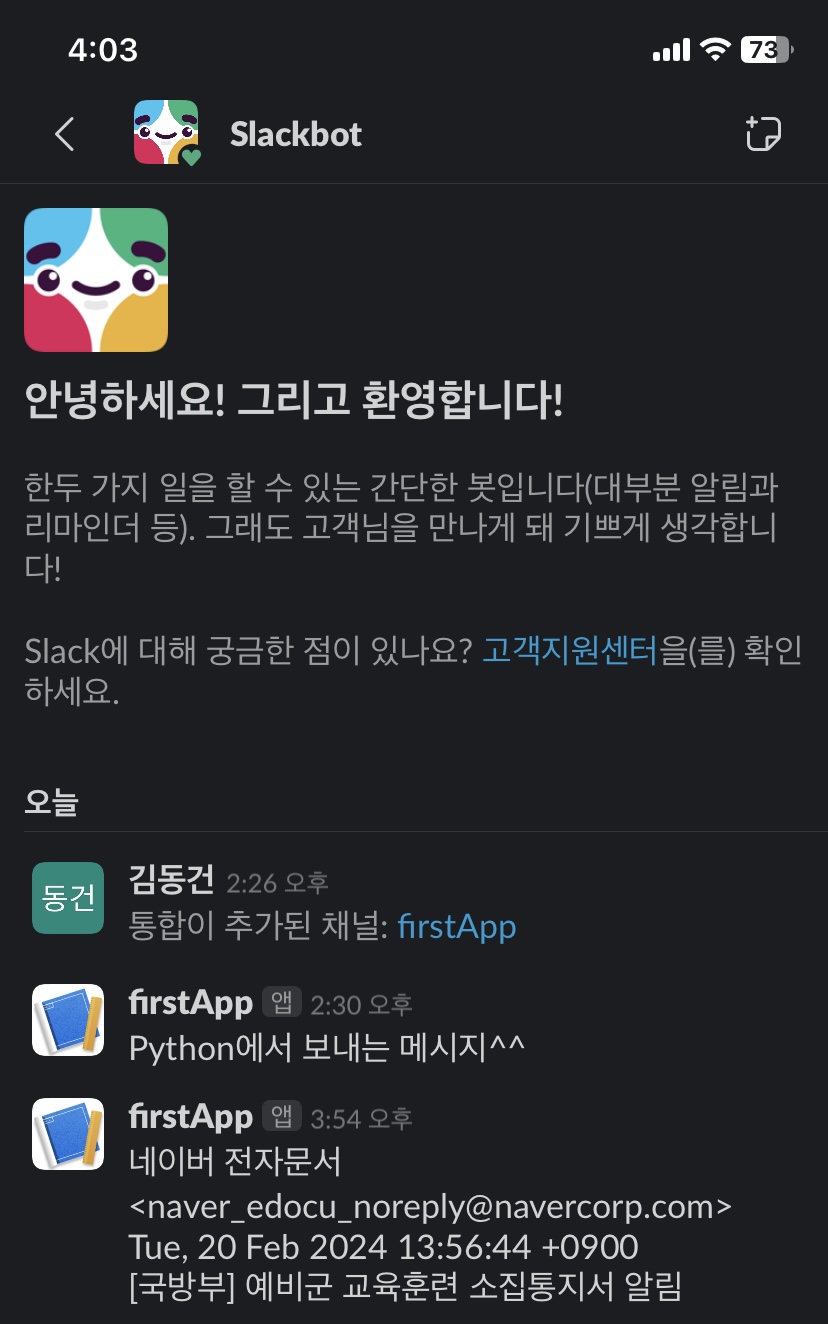 4:03
73
Slackbot
안녕하세요! 그리고 환영합니다!
한두 가지 일을 할 수 있는 간단한 봇입니다(대부분 알림과
리마인더 등). 그래도 고객님을 만나게 돼 기쁘게 생각합니
다!
Slack에 대해 궁금한 점이 있나요? 고객지원센터을(를) 확인
하세요.
오늘
동건
김동건 2:26 오후
통합이 추가된 채널: firstApp
firstApp 앱 2:30 오후
Python에서 보내는 메시지^^
firstApp 앱 3:54 오후
네이버 전자문서
<naver_edocu_noreply@navercorp.com>
Tue, 20 Feb 2024 13:56:44 +0900
[국방부] 예비군 교육훈련 소집통지서 알림